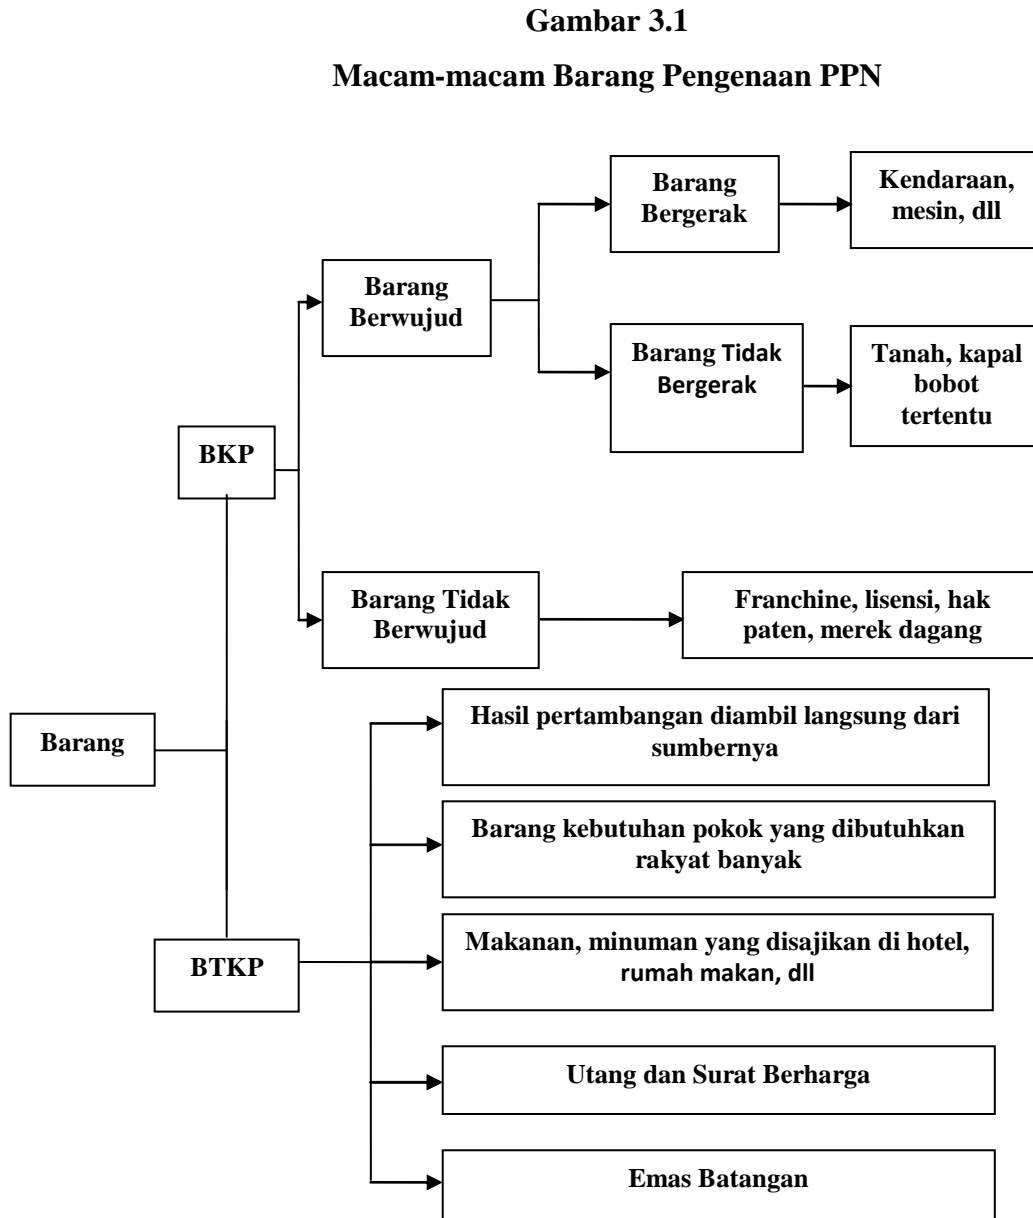 Gambar 3.1
Macam-macam Barang Pengenaan PPN
Barang
Bergerak
Kendaraan,
mesin, dll
Barang
Berwujud
Barang Tidak
Bergerak
Tanah, kapal
bobot
tertentu
BKP
Barang Tidak
Berwujud
Franchine, lisensi, hak
paten, merek dagang
Barang
Hasil pertambangan diambil langsung dari
sumbernya
Barang kebutuhan pokok yang dibutuhkan
rakyat banyak
BTKP
Makanan, minuman yang disajikan di hotel,
rumah makan, dll
Utang dan Surat Berharga
Emas Batangan